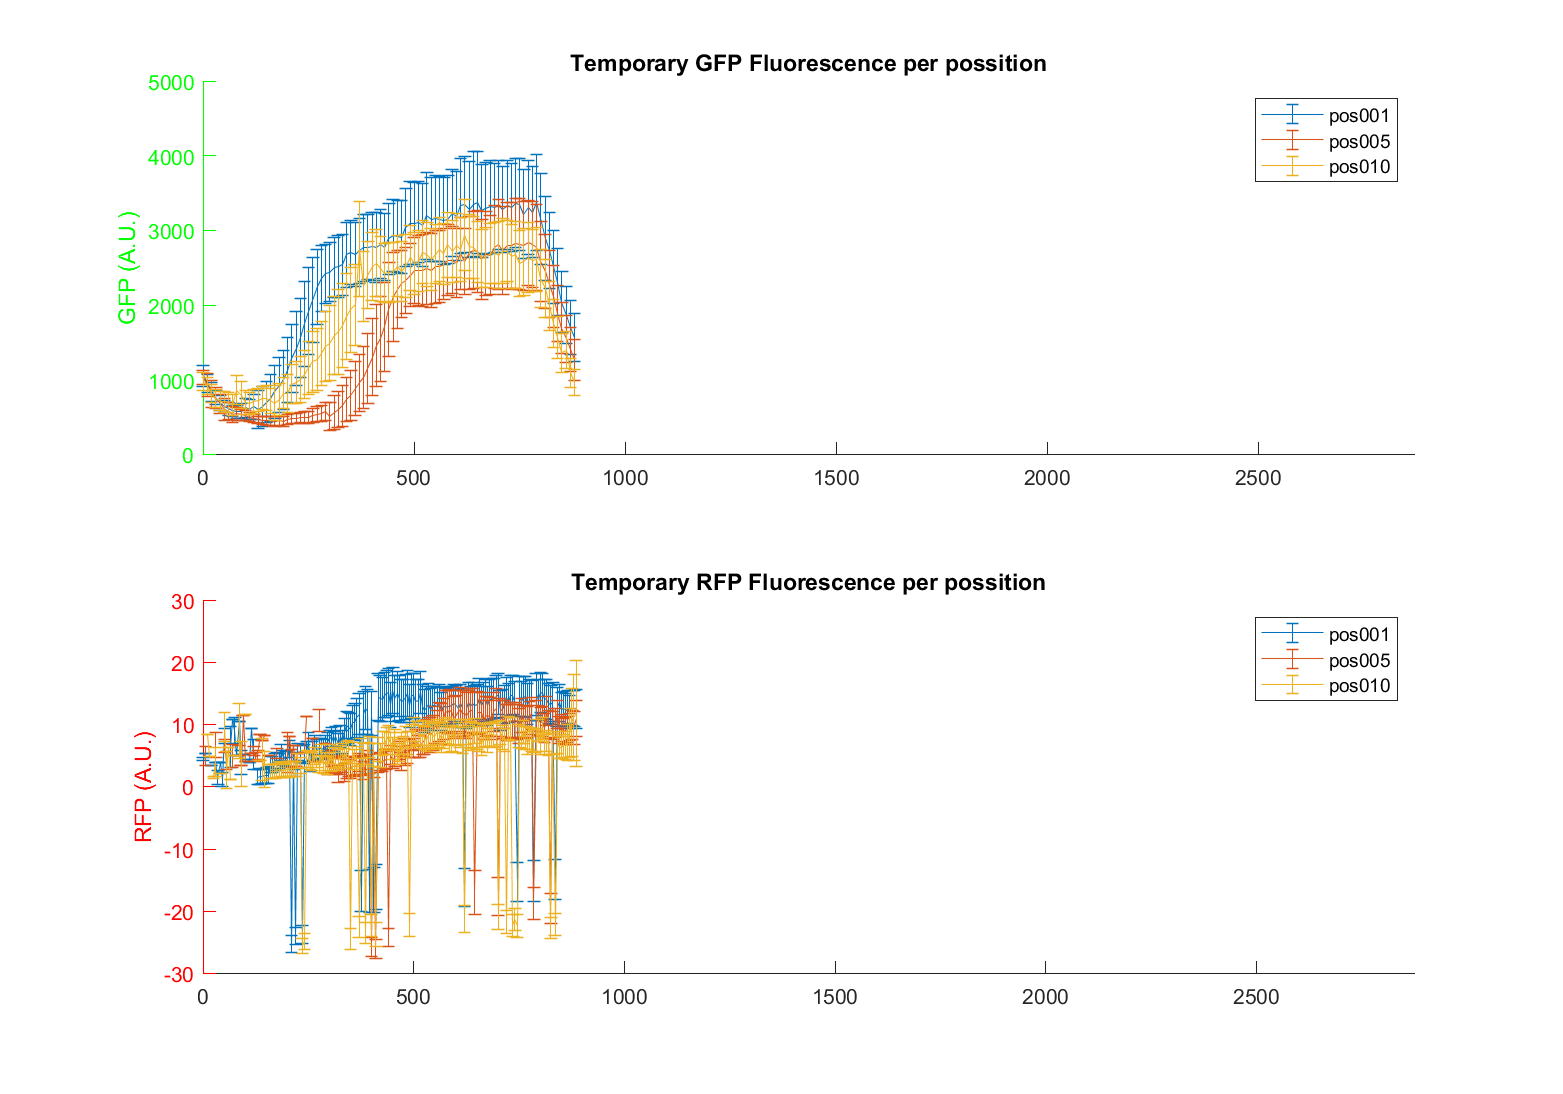 Temporary GFP Fluorescence per possition
5000
4000
3000
2000
1000
0
GFP (A.U.)
pos001
pos005
pos010
0 500 1000 1500 2000 2500
Temporary RFP Fluorescence per possition
30
20
10
0
-10
-20
-30
RFP (A.U.)
pos001
pos005
pos010
0 500 1000 1500 2000 2500